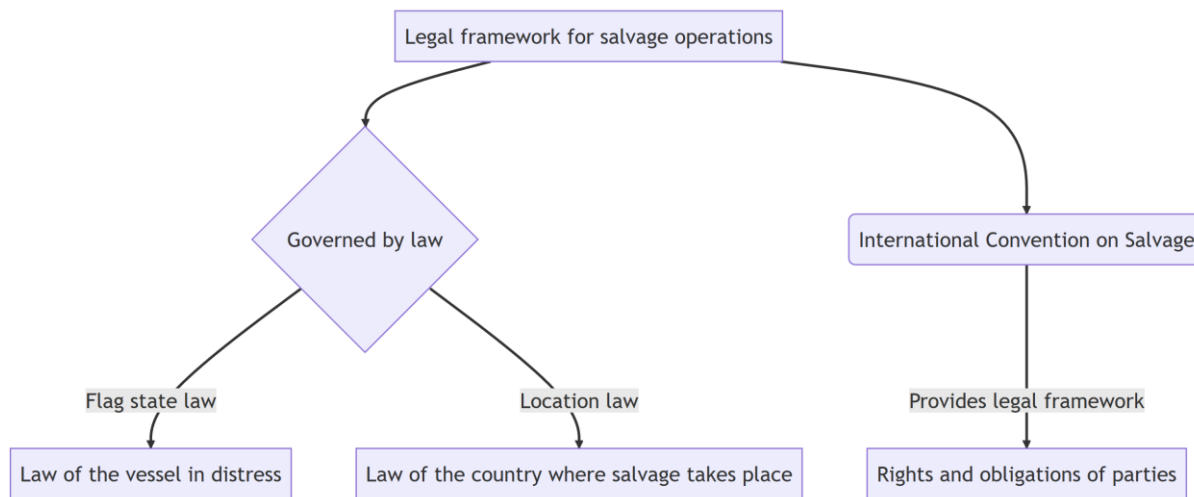 Legal framework for salvage operations
Governed by law
International Convention on Salvage
Flag state law
Location law
Provides legal framework
Law of the vessel in distress
Law of the country where salvage takes place
Rights and obligations of parties